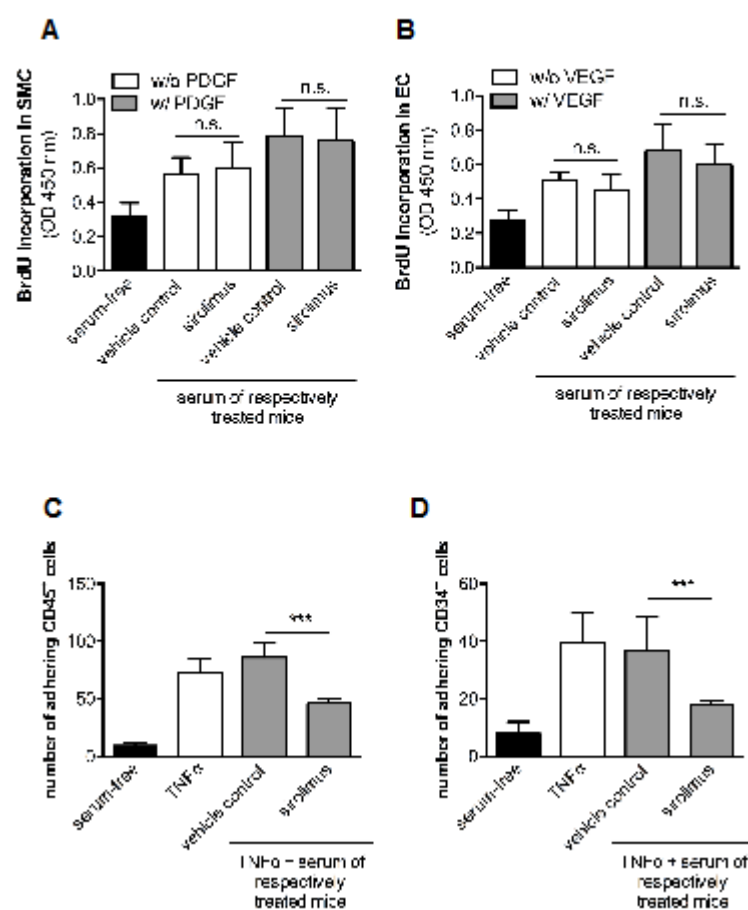 A
w/o PDGF
w/ PDGF
BrdU Incorporation in SMC
(OD 450 nm)
1.0
0.8
0.6
0.4
0.2
0.0
n.s.
n.s.
serum-free
vehicle control
sirolimus
vehicle control
sirolimus
serum of respectively
treated mice
B
w/o VEGF
w/ VEGF
BrdU Incorporation in EC
(OD 450 nm)
1.0
0.8
0.6
0.4
0.2
0.0
n.s.
n.s.
serum-free
vehicle control
sirolimus
vehicle control
sirolimus
serum of respectively
treated mice
C
number of adhering CD45+ cells
150
100
50
0
***
serum-free
TNFα
vehicle control
sirolimus
TNFα + serum of
respectively
treated mice
D
number of adhering CD34+ cells
60
40
20
0
***
serum-free
TNFα
vehicle control
sirolimus
TNFα + serum of
respectively
treated mice